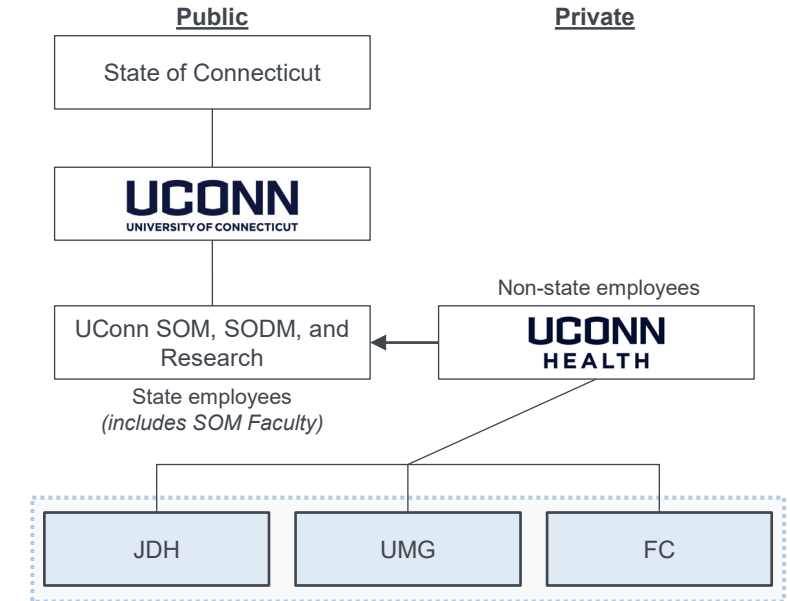 Public
Private
State of Connecticut
UCONN
UNIVERSITY OF CONNECTICUT
Non-state employees
UConn SOM, SODM, and
Research
UCONN
HEALTH
State employees
(includes SOM Faculty)
JDH
UMG
FC